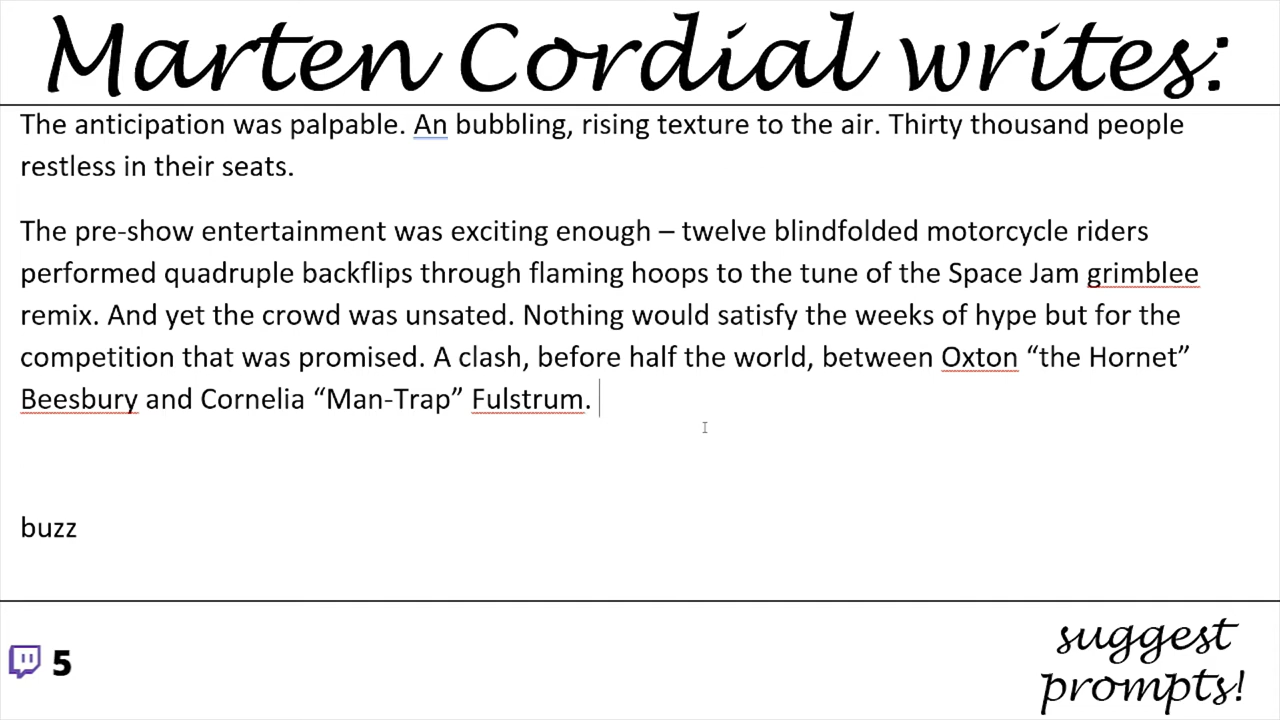 Marten Cordial writes:
The anticipation was palpable. An bubbling, rising texture to the air. Thirty thousand people
restless in their seats.
The pre-show entertainment was exciting enough – twelve blindfolded motorcycle riders
performed quadruple backflips through flaming hoops to the tune of the Space Jam grimblee
remix. And yet the crowd was unsated. Nothing would satisfy the weeks of hype but for the
competition that was promised. A clash, before half the world, between Oxton “the Hornet”
Beesbury and Cornelia “Man-Trap” Fulstrum.
buzz
5
suggest
prompts!